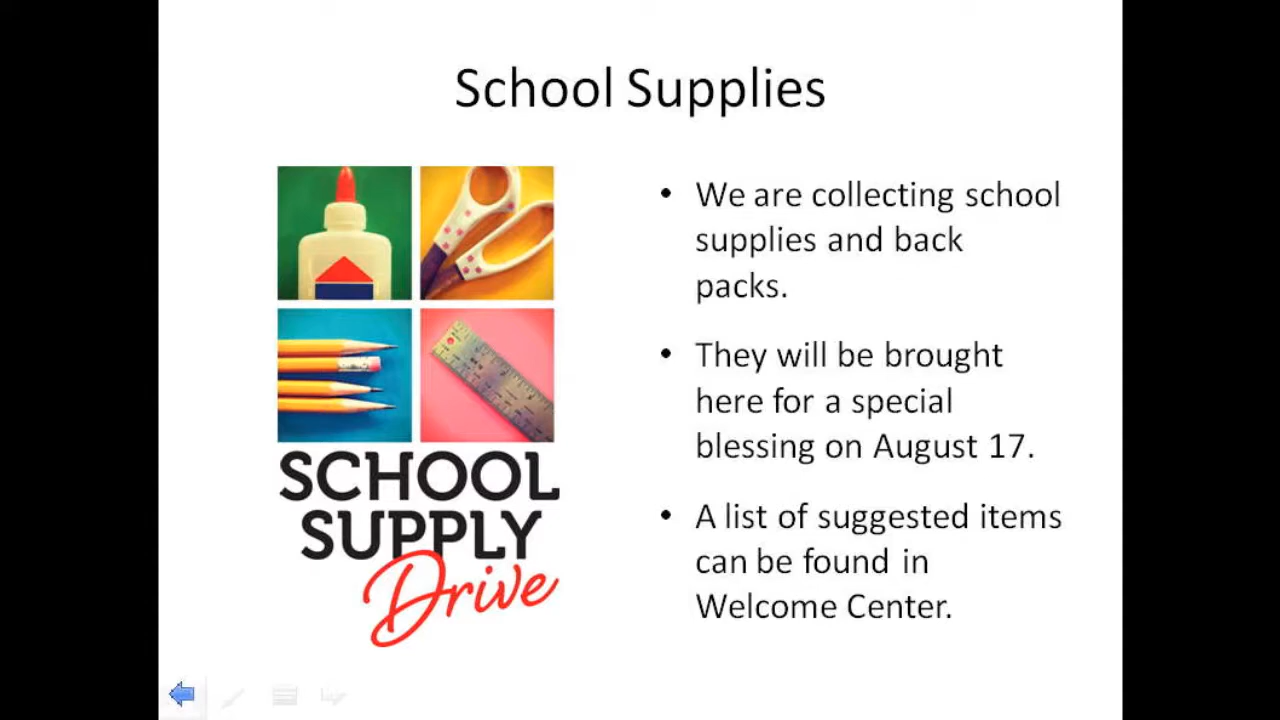 School Supplies
SCHOOL
SUPPLY
Drive
• We are collecting school
supplies and back
packs.
• They will be brought
here for a special
blessing on August 17.
• A list of suggested items
can be found in
Welcome Center.